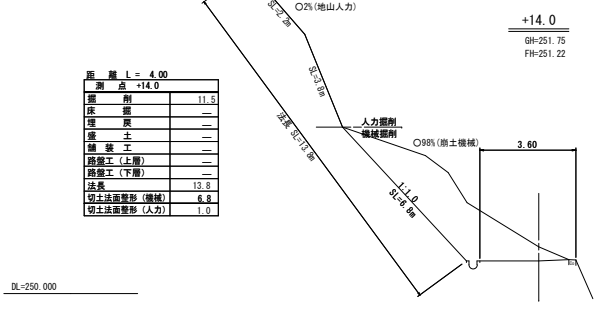 SL=2.2m
○2%(地山人力)
+14.0
GH=251.75
FH=251.22
SL=3.8m
距 離 L = 4.00
測 点 +14.0
掘 削 11.5
床 掘 ―
埋 戻 ―
盛 土 ―
舗 装 工 ―
路盤工（上層） ―
路盤工（下層） ―
法長 13.8
切土法面整形（機械） 6.8
切土法面整形（人力） 1.0
人力掘削
機械掘削
○98%(崩土機械)
3.60
法長 SL=13.8m
1:1.0
SL=6.8m
DL=250.000